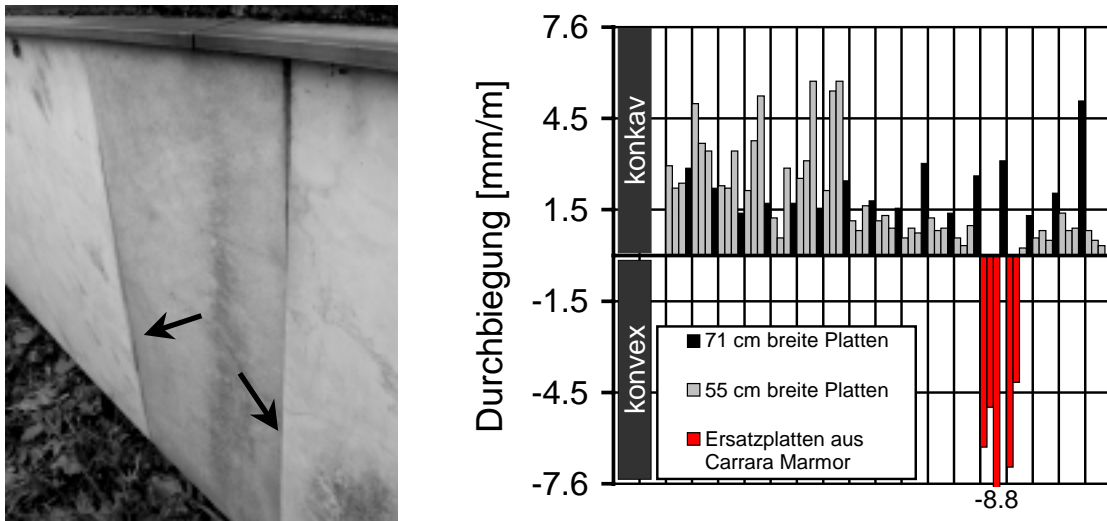 Durchbiegung [mm/m]
7.6
4.5
1.5
-1.5
-4.5
-7.6
konkav
konvex
71 cm breite Platten
55 cm breite Platten
Ersatzplatten aus
Carrara Marmor
-8.8